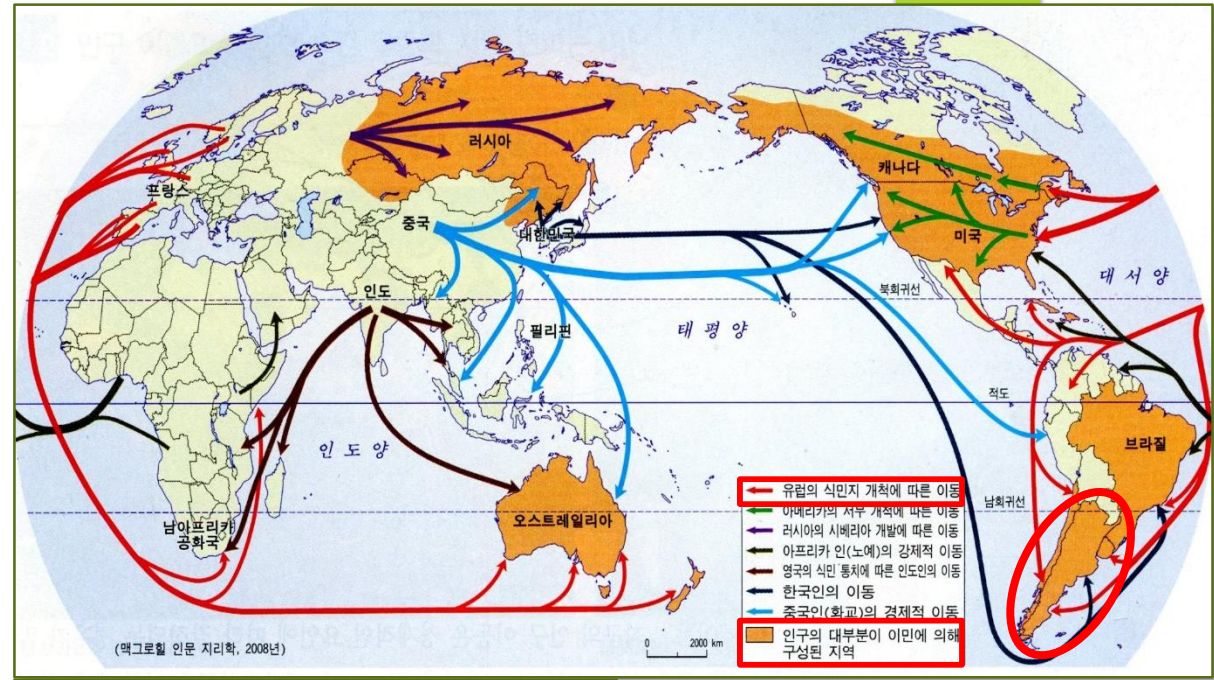 러시아
캐나다
프랑스
중국
대한민국
미국
대서양
인도
북회귀선
필리핀
태평양
적도
인도양
브라질
유럽의 식민지 개척에 따른 이동
남회귀선
아메리카의 서부 개척에 따른 이동
오스트레일리아
남아프리카
공화국
러시아의 시베리아 개발에 따른 이동
아프리카 인(노예)의 강제적 이동
영국의 식민 통치에 따른 인도인의 이동
한국인의 이동
중국인(화교)의 경제적 이동
인구의 대부분이 이민에 의해
구성된 지역
0 2000 km
(맥그로힐 인문 지리학, 2008년)